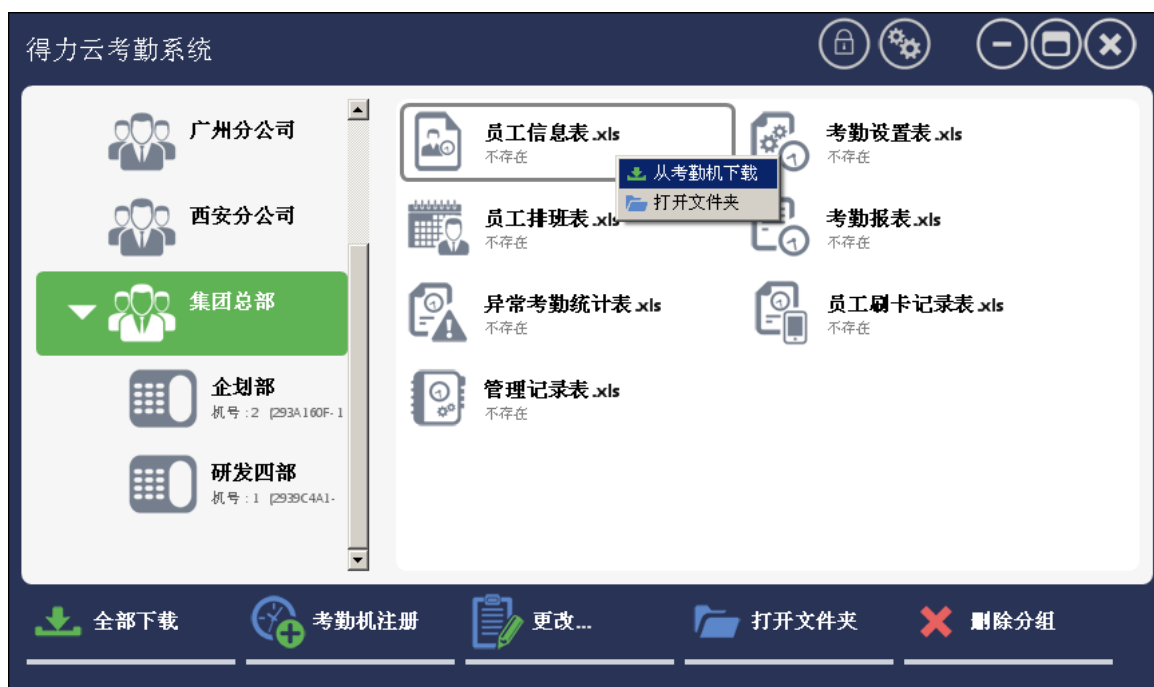 得力云考勤系统
广州分公司
西安分公司
集团总部
企划部
机号:2 [293A160F-1
研发四部
机号:1 [2939C4A1-
员工信息表.xls
不存在
考勤设置表.xls
不存在
从考勤机下载
打开文件夹
员工排班表.xls
不存在
考勤报表.xls
不存在
异常考勤统计表.xls
不存在
员工刷卡记录表.xls
不存在
管理记录表.xls
不存在
全部下载
考勤机注册
更改...
打开文件夹
删除分组